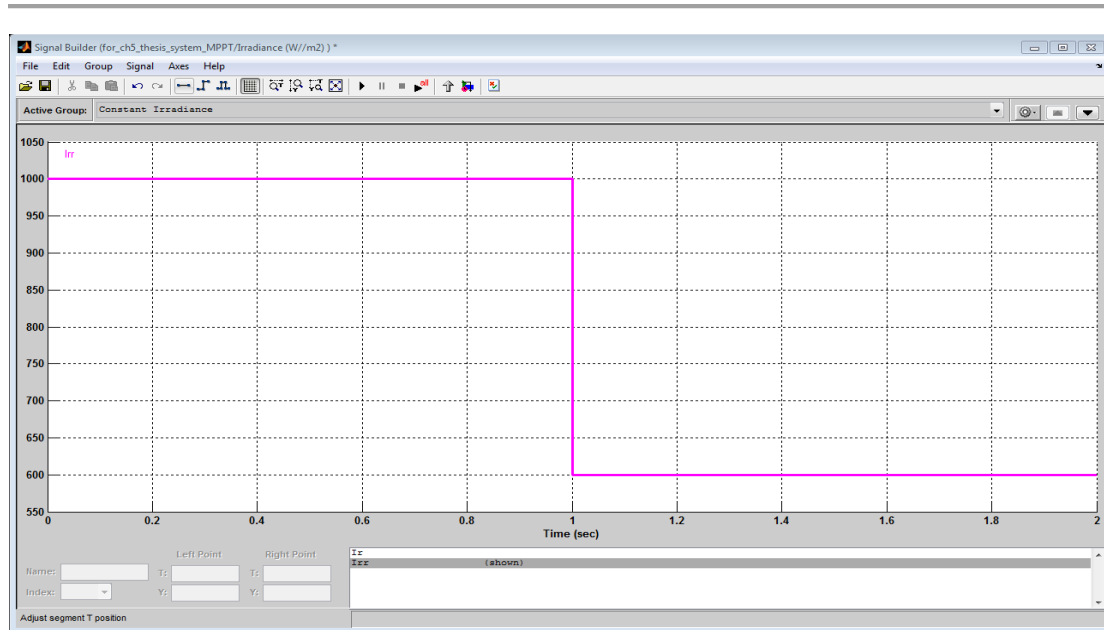 Signal Builder (for_ch5_thesis_system_MPPT/Irradiance (W//m2) ) *
File Edit Group Signal Axes Help
all
Active Group: Constant Irradiance
Irr
1050
1000
950
900
850
800
750
700
650
600
550
0 0.2 0.4 0.6 0.8 1 1.2 1.4 1.6 1.8 2
Time (sec)
Left Point Right Point
Name: T: T:
Index: Y: Y:
Ir
Irr (shown)
Adjust segment T position